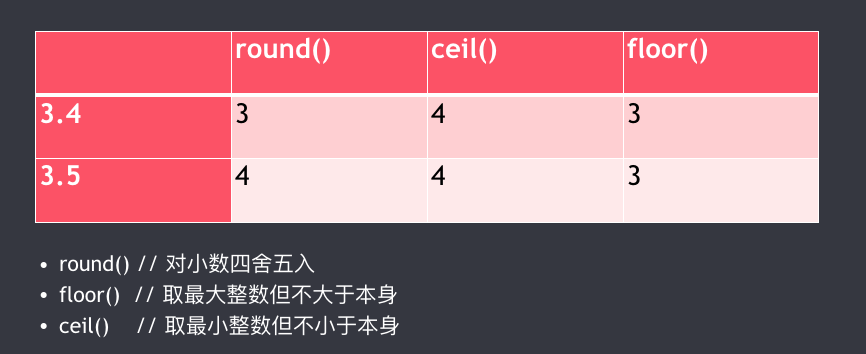 round() ceil() floor()
3.4 3 4 3
3.5 4 4 3
• round() // 对小数四舍五入
• floor() // 取最大整数但不大于本身
• ceil() // 取最小整数但不小于本身